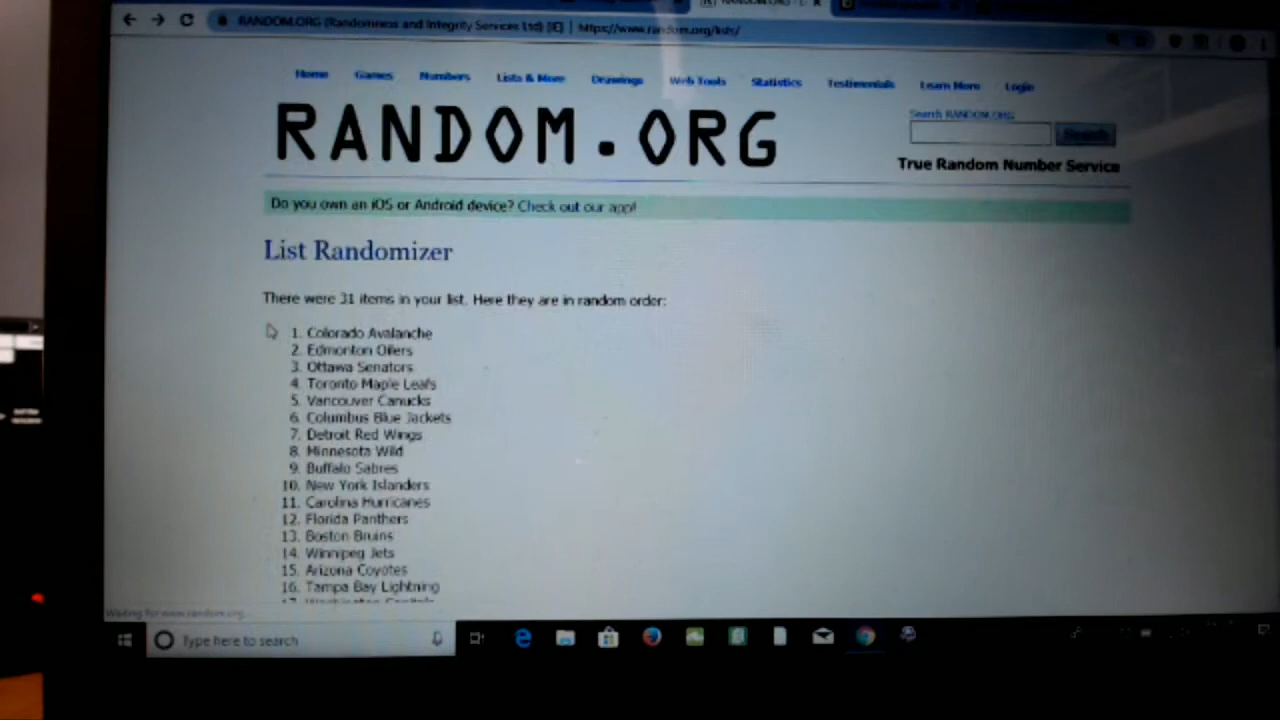 RANDOM.ORG (Randomness and Integrity Services Ltd) [IE] | https://www.random.org/lists/
Home Games Numbers Lists & More Drawings Web Tools Statistics Testimonials Learn More Login
RANDOM.ORG
Search RANDOM.ORG
Search
True Random Number Service
Do you own an iOS or Android device? Check out our app!
List Randomizer
There were 31 items in your list. Here they are in random order:
1. Colorado Avalanche
2. Edmonton Oilers
3. Ottawa Senators
4. Toronto Maple Leafs
5. Vancouver Canucks
6. Columbus Blue Jackets
7. Detroit Red Wings
8. Minnesota Wild
9. Buffalo Sabres
10. New York Islanders
11. Carolina Hurricanes
12. Florida Panthers
13. Boston Bruins
14. Winnipeg Jets
15. Arizona Coyotes
16. Tampa Bay Lightning
17. Washington Capitals
Waiting for www.random.org...
Type here to search